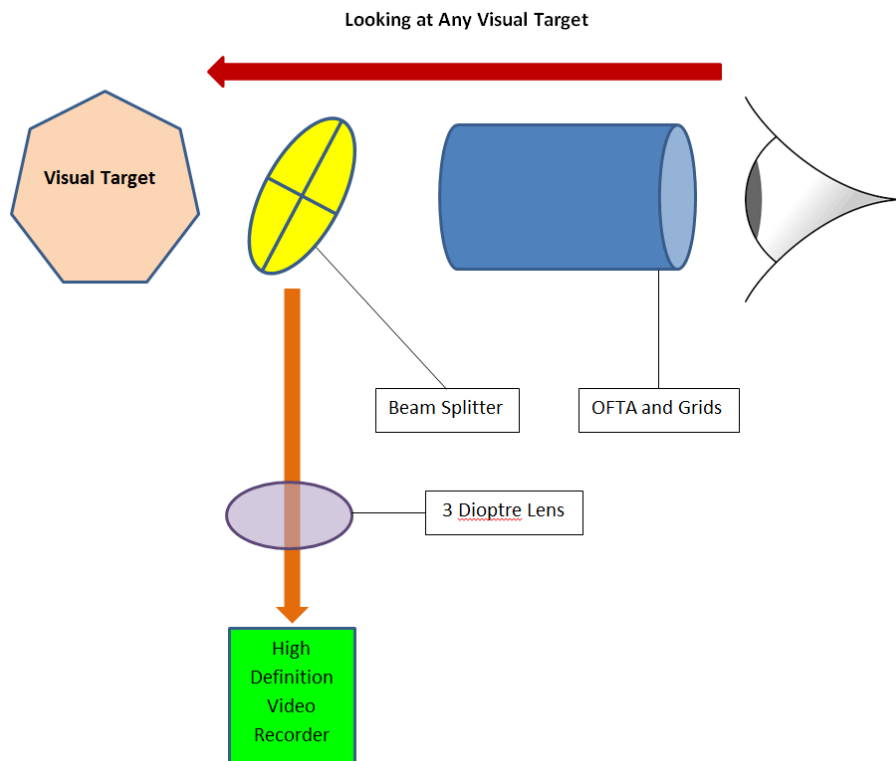 Looking at Any Visual Target
Visual Target
Beam Splitter
OFTA and Grids
3 Dioptre Lens
High
Definition
Video
Recorder